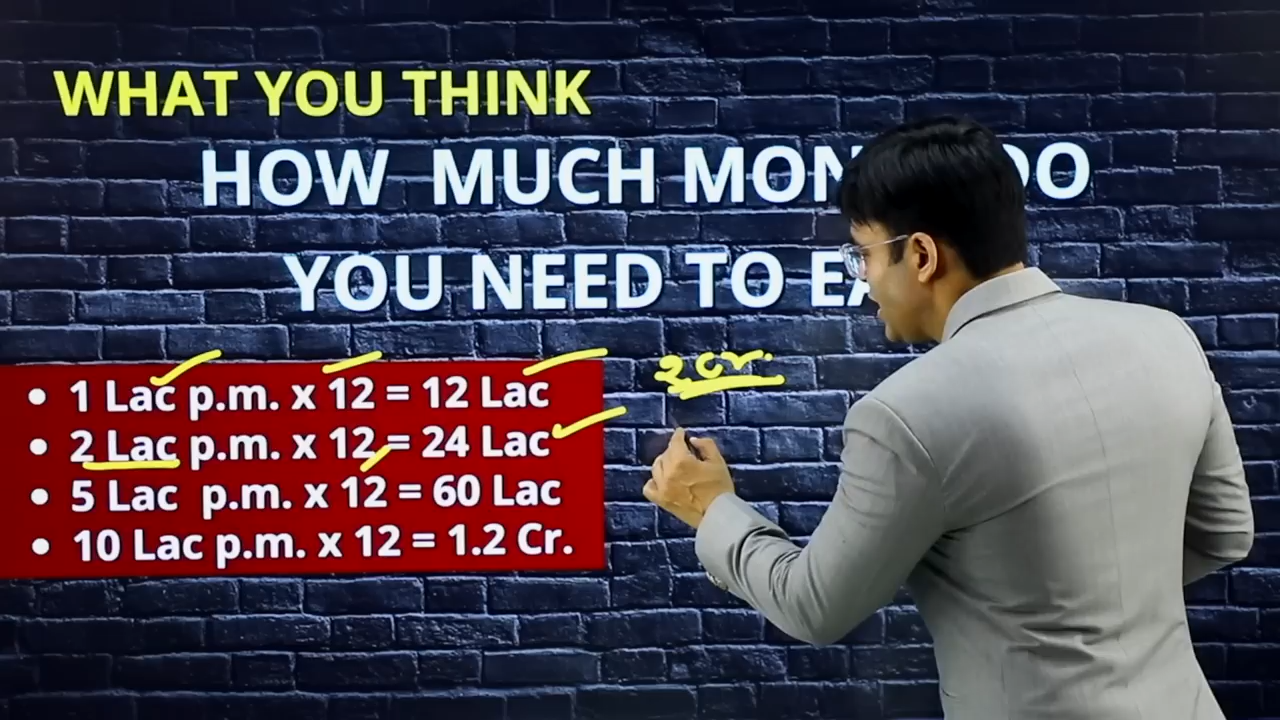 WHAT YOU THINK
HOW MUCH MON DO
YOU NEED TO EA
• 1 Lac p.m. x 12 = 12 Lac
2 Cr.
• 2 Lac p.m. x 12 = 24 Lac
• 5 Lac p.m. x 12 = 60 Lac
• 10 Lac p.m. x 12 = 1.2 Cr.